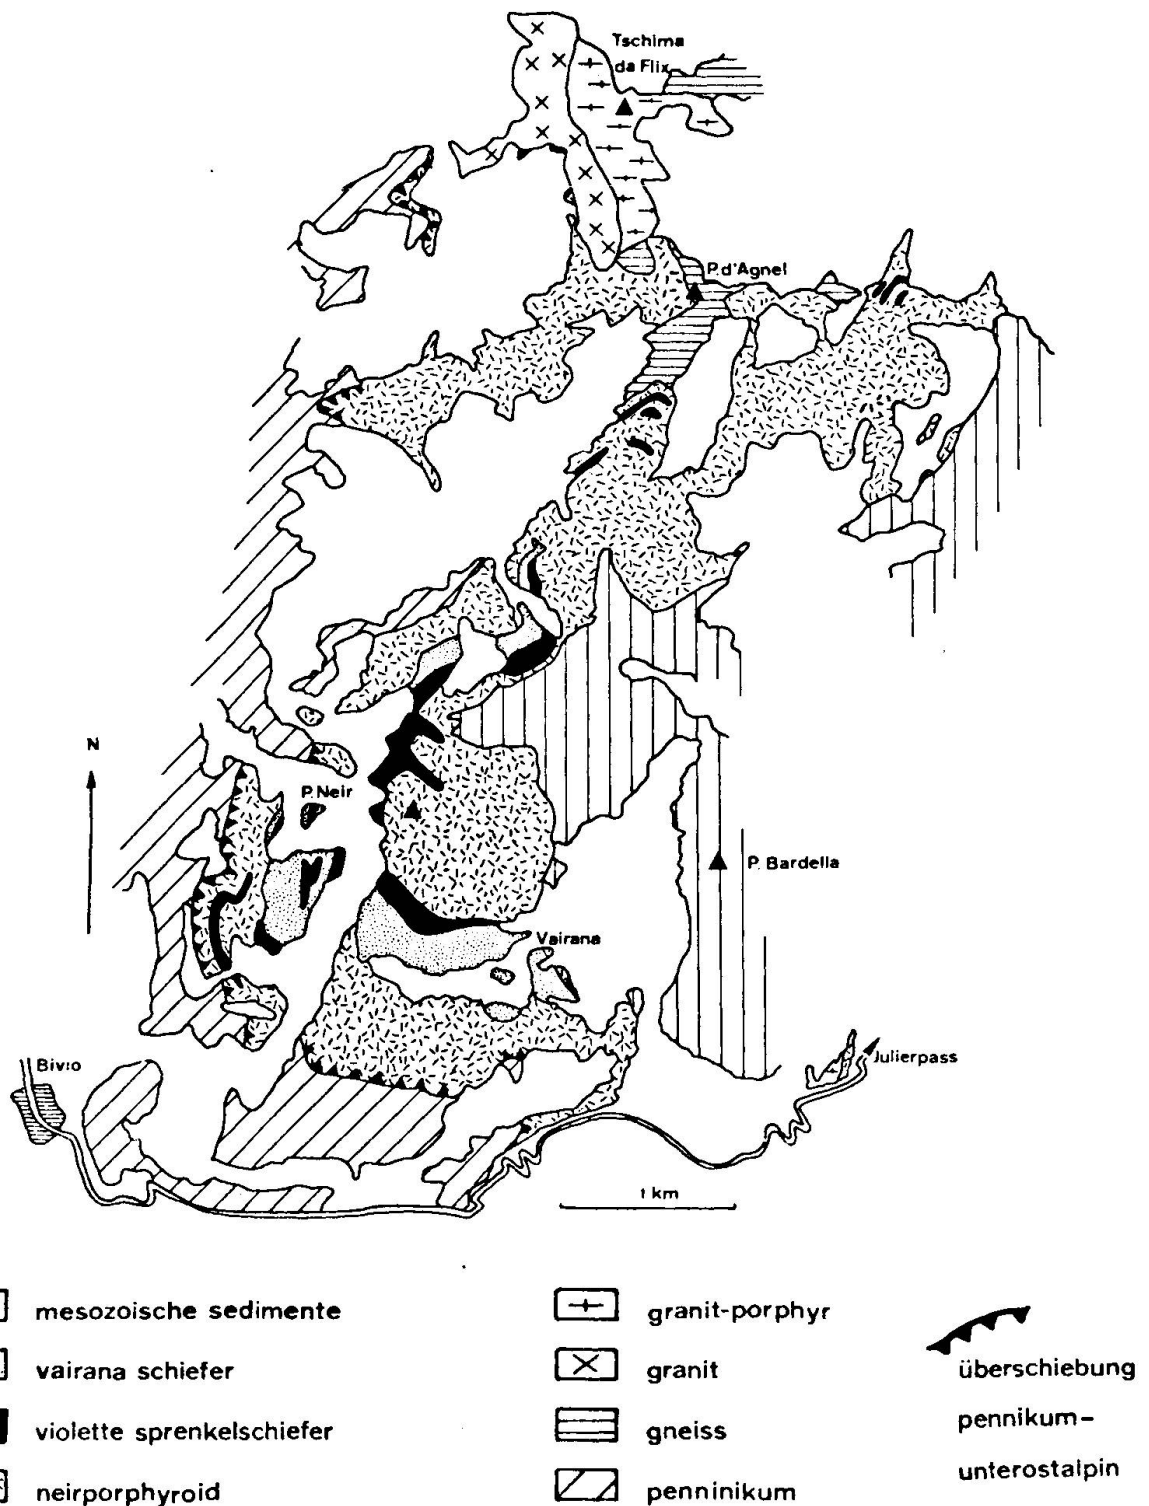 Tschima
da Flix
P.d'Agnel
N
P.Neir
P. Bardella
Vairana
Bivio
Julierpass
1 km
mesozoische sedimente
vairana schiefer
violette sprenkelschiefer
neirporphyroid
granit-porphyr
granit
gneiss
penninikum
überschiebung
pennikum-
unterostalpin